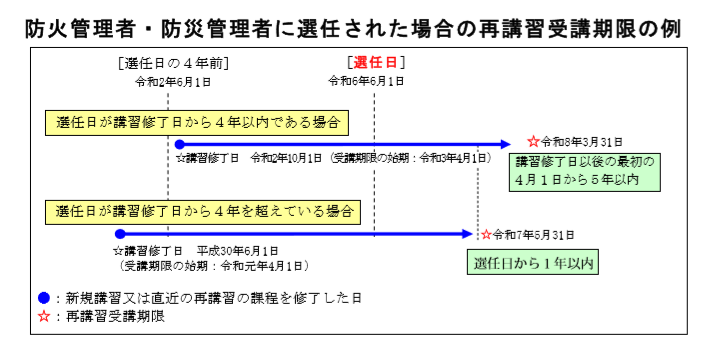 防火管理者・防災管理者に選任された場合の再講習受講期限の例
[選任日の４年前]
令和2年6月1日
[選任日]
令和6年6月1日
選任日が講習修了日から４年以内である場合
☆令和8年3月31日
☆講習修了日　令和2年10月1日（受講期限の始期：令和3年4月1日）
講習修了日以後の最初の
４月１日から５年以内
選任日が講習修了日から４年を超えている場合
☆令和7年5月31日
☆講習修了日　平成30年6月1日
（受講期限の始期：令和元年4月1日）
選任日から１年以内
●：新規講習又は直近の再講習の課程を修了した日
☆：再講習受講期限